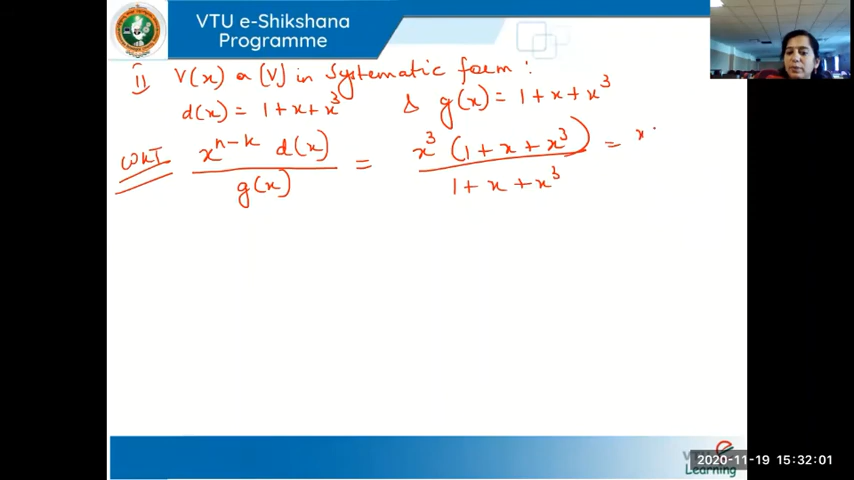 VTU e-Shikshana
Programme
ii) V(x) or [V] in systematic form :
d(x) = 1 + x + x³ & g(x) = 1 + x + x³
WKT x^{n-k} d(x) / g(x) = x³ (1 + x + x³) / 1 + x + x³ = x
2020-11-19 15:32:01
Learning